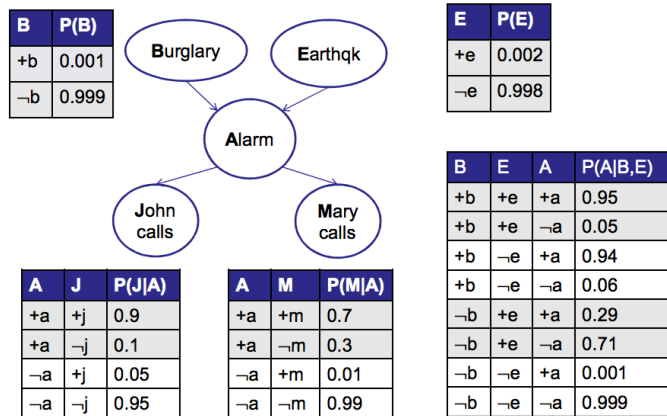 B P(B)
+b 0.001
¬b 0.999
Burglary
Earthqk
E P(E)
+e 0.002
¬e 0.998
Alarm
John
calls
Mary
calls
B E A P(A|B,E)
+b +e +a 0.95
+b +e ¬a 0.05
+b ¬e +a 0.94
+b ¬e ¬a 0.06
¬b +e +a 0.29
¬b +e ¬a 0.71
¬b ¬e +a 0.001
¬b ¬e ¬a 0.999
A J P(J|A)
+a +j 0.9
+a ¬j 0.1
¬a +j 0.05
¬a ¬j 0.95
A M P(M|A)
+a +m 0.7
+a ¬m 0.3
¬a +m 0.01
¬a ¬m 0.99